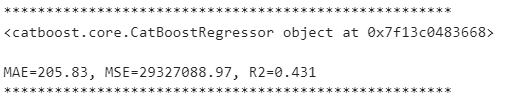 *****************************************************
<catboost.core.CatBoostRegressor object at 0x7f13c0483668>
MAE=205.83, MSE=29327088.97, R2=0.431
*****************************************************